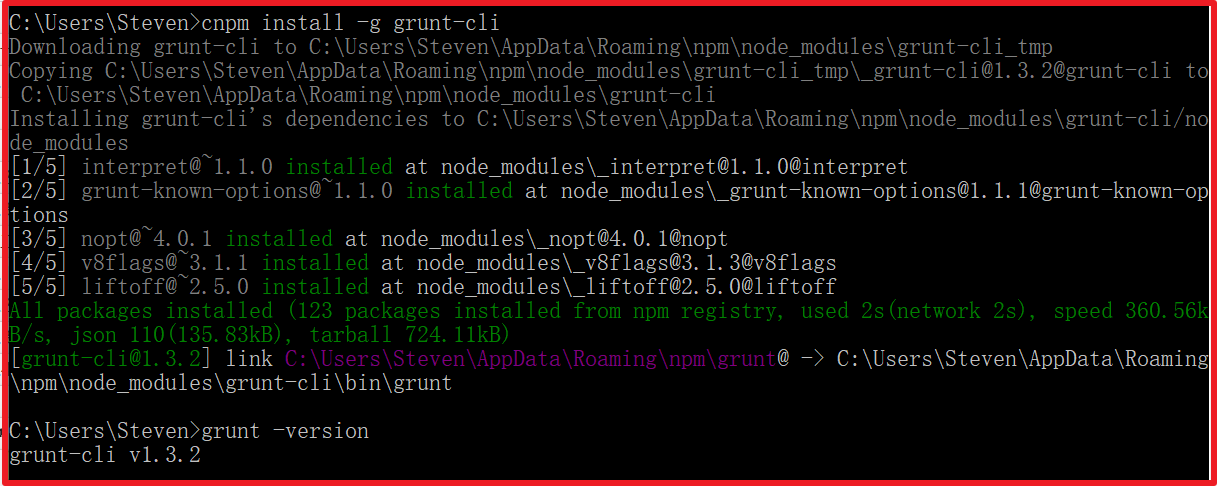 C:\Users\Steven>cnpm install -g grunt-cli
Downloading grunt-cli to C:\Users\Steven\AppData\Roaming\npm\node_modules\grunt-cli_tmp
Copying C:\Users\Steven\AppData\Roaming\npm\node_modules\grunt-cli_tmp\_grunt-cli@1.3.2@grunt-cli to
 C:\Users\Steven\AppData\Roaming\npm\node_modules\grunt-cli
Installing grunt-cli's dependencies to C:\Users\Steven\AppData\Roaming\npm\node_modules\grunt-cli/no
de_modules
[1/5] interpret@~1.1.0 installed at node_modules\_interpret@1.1.0@interpret
[2/5] grunt-known-options@~1.1.0 installed at node_modules\_grunt-known-options@1.1.1@grunt-known-op
tions
[3/5] nopt@~4.0.1 installed at node_modules\_nopt@4.0.1@nopt
[4/5] v8flags@~3.1.1 installed at node_modules\_v8flags@3.1.3@v8flags
[5/5] liftoff@~2.5.0 installed at node_modules\_liftoff@2.5.0@liftoff
All packages installed (123 packages installed from npm registry, used 2s(network 2s), speed 360.56k
B/s, json 110(135.83kB), tarball 724.11kB)
[grunt-cli@1.3.2] link C:\Users\Steven\AppData\Roaming\npm\grunt@ -> C:\Users\Steven\AppData\Roaming
\npm\node_modules\grunt-cli\bin\grunt
C:\Users\Steven>grunt -version
grunt-cli v1.3.2